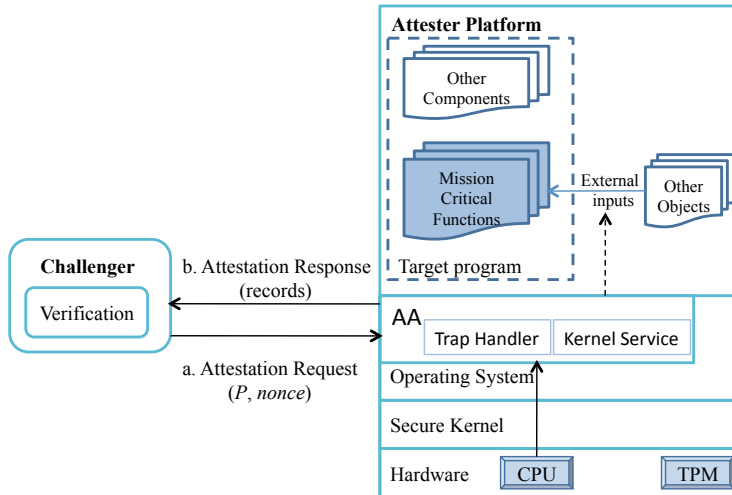 Attester Platform
Other
Components
Mission
Critical
Functions
External
inputs
Other
Objects
Target program
Challenger
Verification
b. Attestation Response
(records)
a. Attestation Request
(P, nonce)
AA
Trap Handler
Kernel Service
Operating System
Secure Kernel
Hardware
CPU
TPM